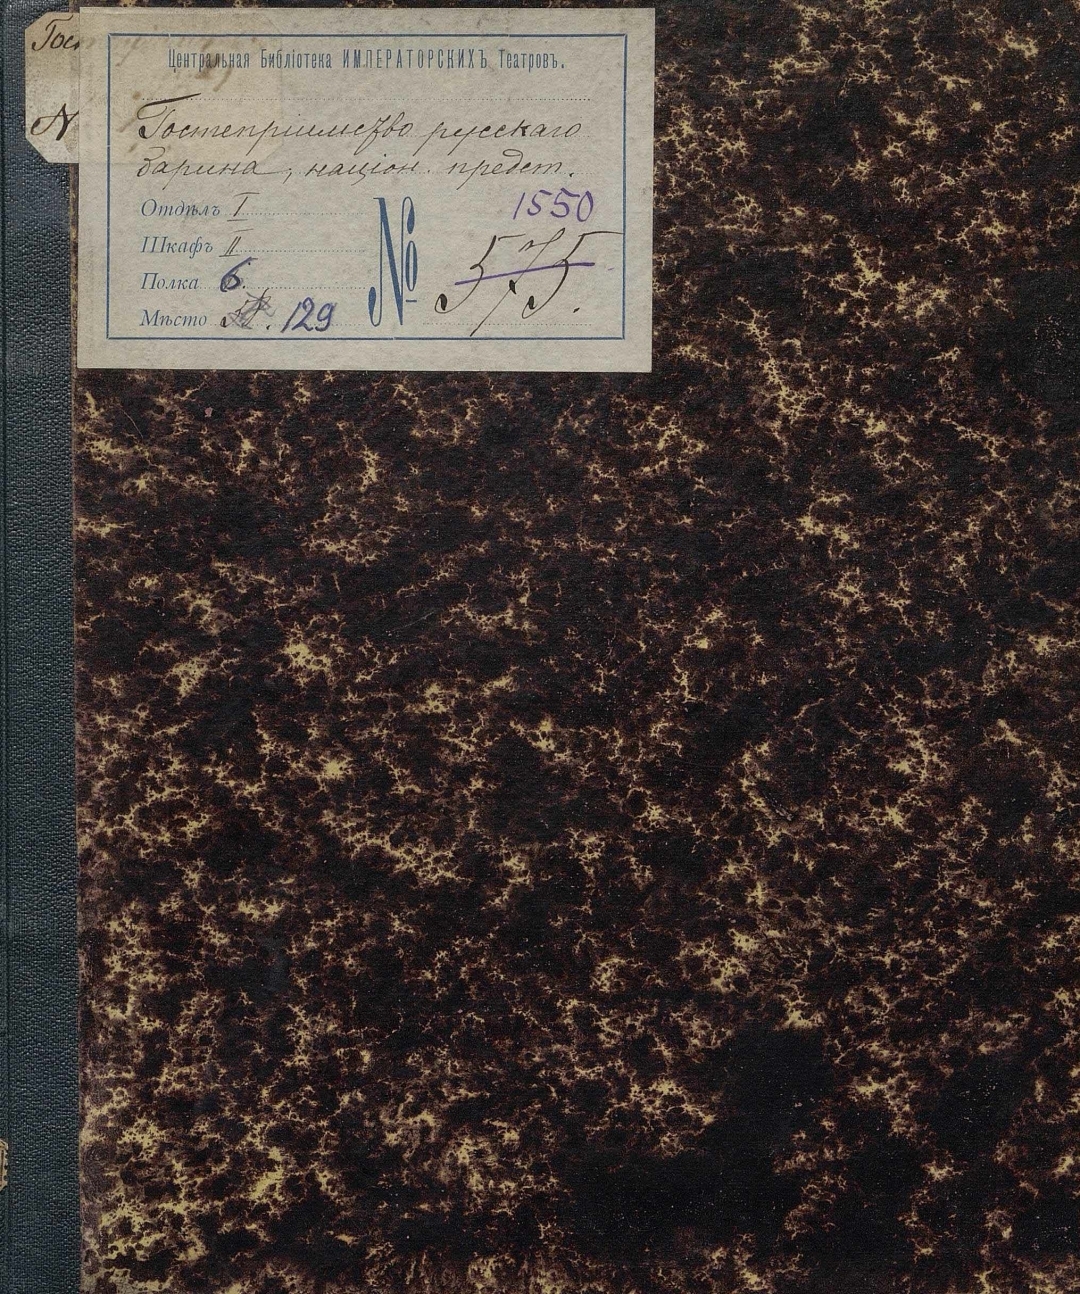 Гос
N
Центральная Библіотека ИМПЕРАТОРСКИХЪ Театровъ.
Гостепріимство русскаго
барина, націон. предст.
Отдѣлъ I
1550
Шкафъ II
№ 575.
Полка 6.
Мѣсто 129